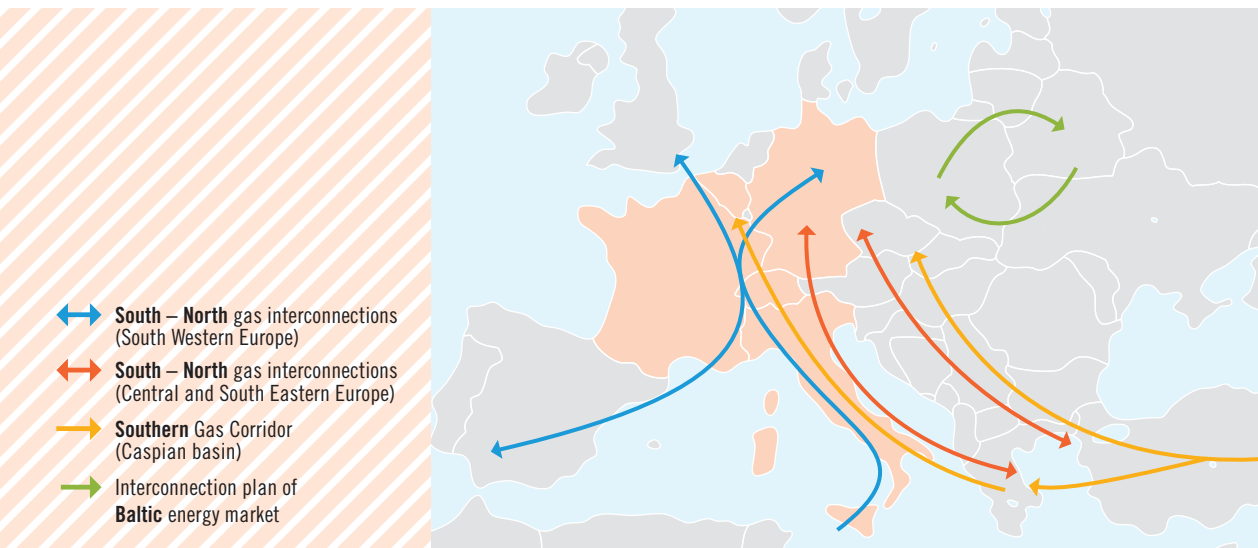 South – North gas interconnections
(South Western Europe)
South – North gas interconnections
(Central and South Eastern Europe)
Southern Gas Corridor
(Caspian basin)
Interconnection plan of
Baltic energy market